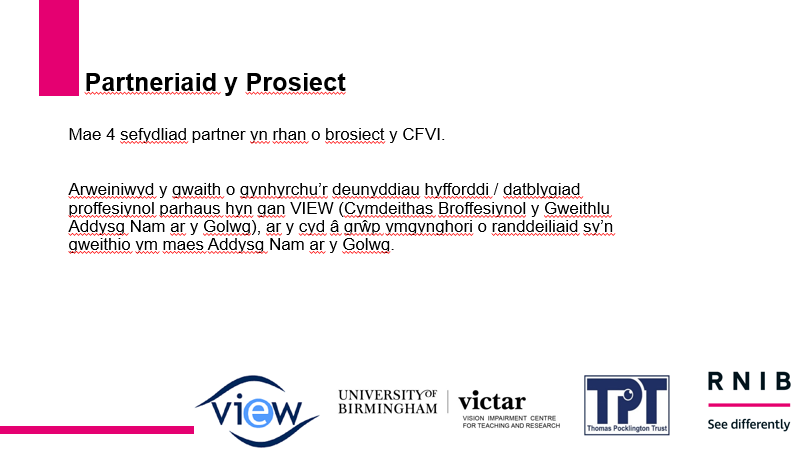 Partneriaid y Prosiect
Mae 4 sefydliad partner yn rhan o brosiect y CFVI.
Arweiniwyd y gwaith o gynhyrchu’r deunyddiau hyfforddi / datblygiad
proffesiynol parhaus hyn gan VIEW (Cymdeithas Broffesiynol y Gweithlu
Addysg Nam ar y Golwg), ar y cyd â grŵp ymgynghori o randdeiliaid sy’n
gweithio ym maes Addysg Nam ar y Golwg.
view
UNIVERSITY OF
BIRMINGHAM
victar
VISION IMPAIRMENT CENTRE
FOR TEACHING AND RESEARCH
TPT
Thomas Pocklington Trust
RNIB
See differently